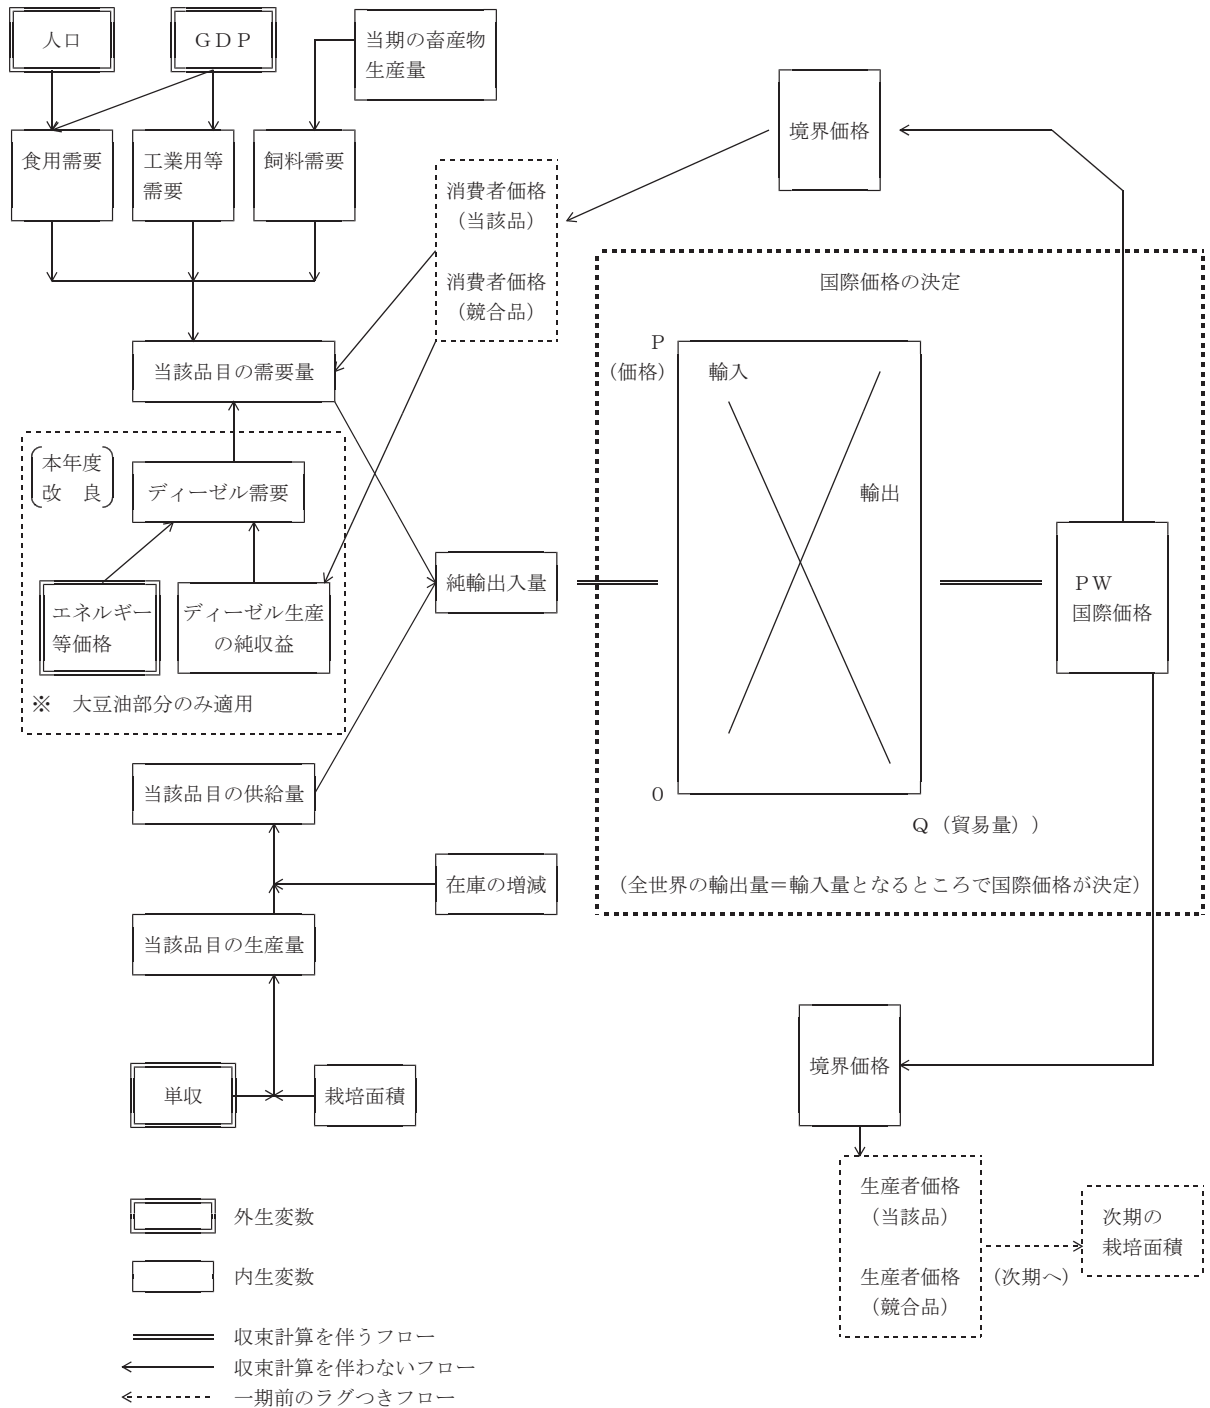 人口
ＧＤＰ
当期の畜産物
生産量
境界価格
食用需要
工業用等
需要
飼料需要
消費者価格
（当該品）
消費者価格
（競合品）
国際価格の決定
Ｐ
（価格）
輸入
輸出
当該品目の需要量
本年度
改　良
ディーゼル需要
純輸出入量
ＰＷ
国際価格
エネルギー
等価格
ディーゼル生産
の純収益
※　大豆油部分のみ適用
当該品目の供給量
0
Ｑ（貿易量））
在庫の増減
（全世界の輸出量＝輸入量となるところで国際価格が決定）
当該品目の生産量
境界価格
単収
栽培面積
生産者価格
（当該品）
生産者価格
（競合品）
（次期へ）
次期の
栽培面積
外生変数
内生変数
収束計算を伴うフロー
収束計算を伴わないフロー
一期前のラグつきフロー